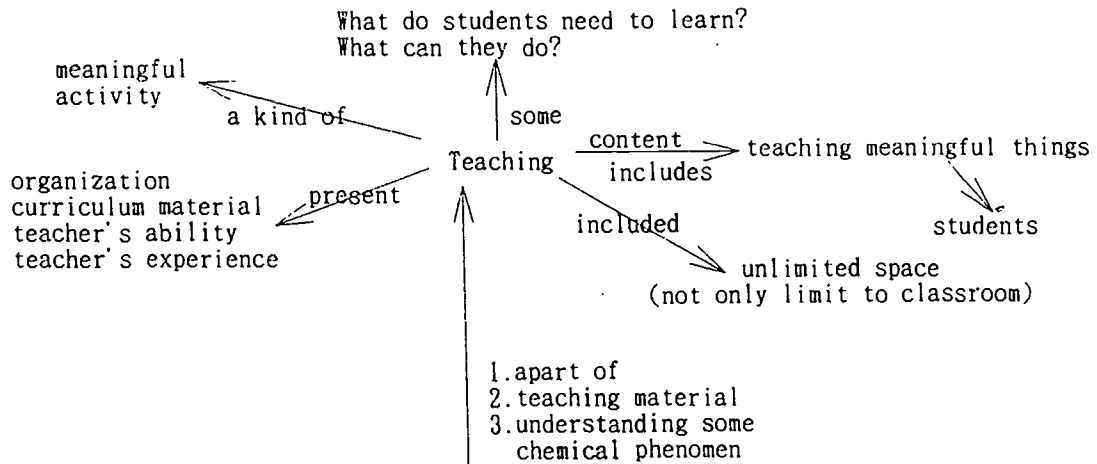 What do students need to learn?
What can they do?
meaningful
activity
a kind of
some
content
includes
teaching meaningful things
Teaching
organization
curriculum material
teacher's ability
teacher's experience
present
included
students
unlimited space
(not only limit to classroom)
1.apart of
2.teaching material
3.understanding some
chemical phenomen